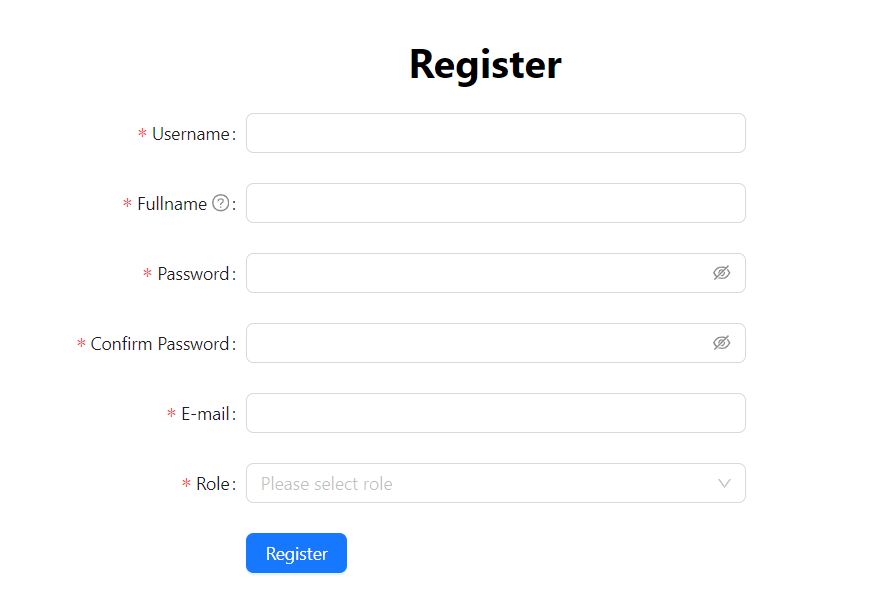 Register
* Username:
* Fullname ?:
* Password:
* Confirm Password:
* E-mail:
* Role: Please select role
Register